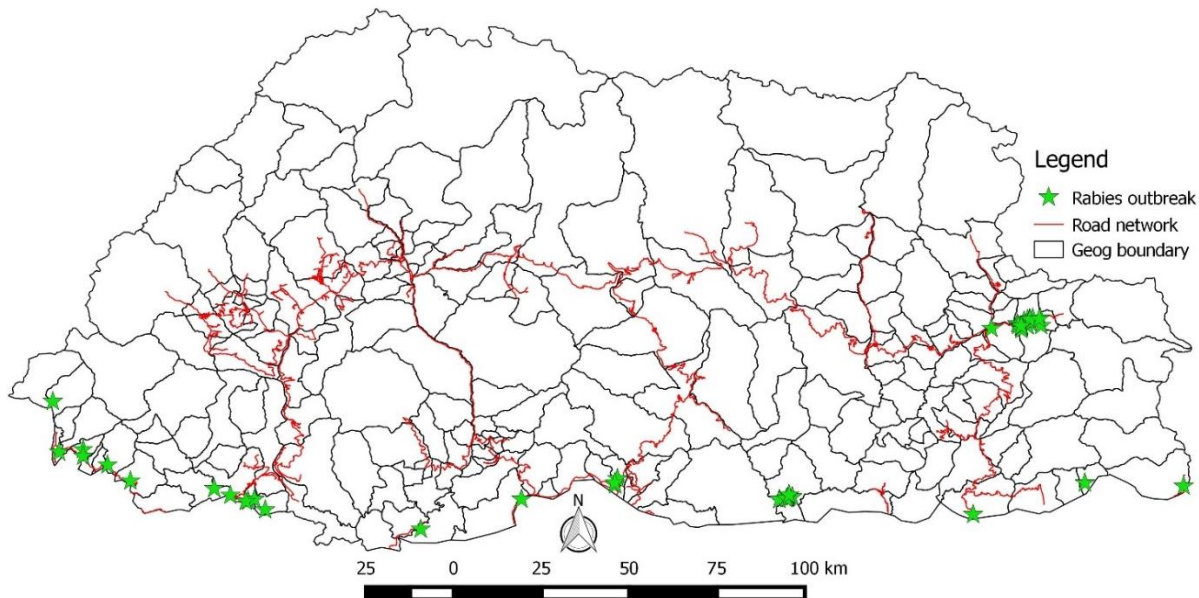 Legend
Rabies outbreak
Road network
Geog boundary
N
25 0 25 50 75 100 km